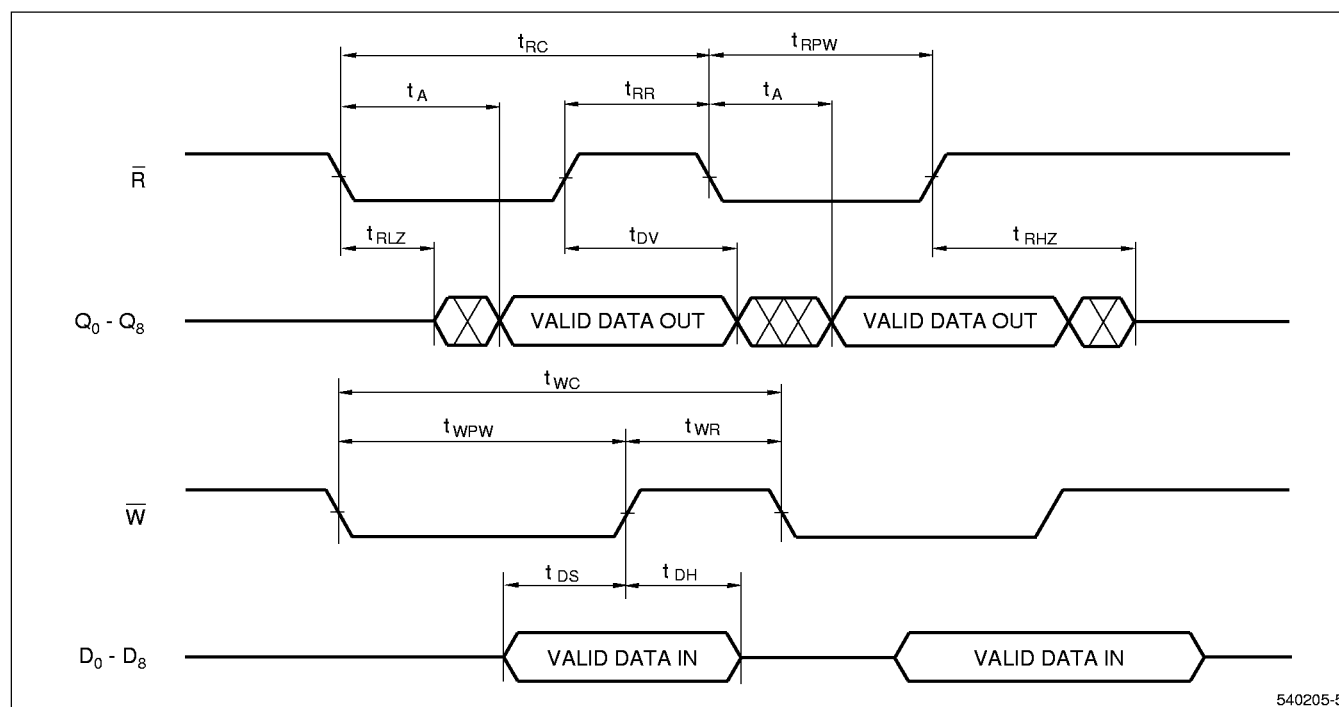 tRC
tRPW
tA
tRR
tA
R̅
tRLZ
tDV
tRHZ
Q0 - Q8
VALID DATA OUT
VALID DATA OUT
tWC
tWPW
tWR
W̅
tDS
tDH
D0 - D8
VALID DATA IN
VALID DATA IN
540205-5